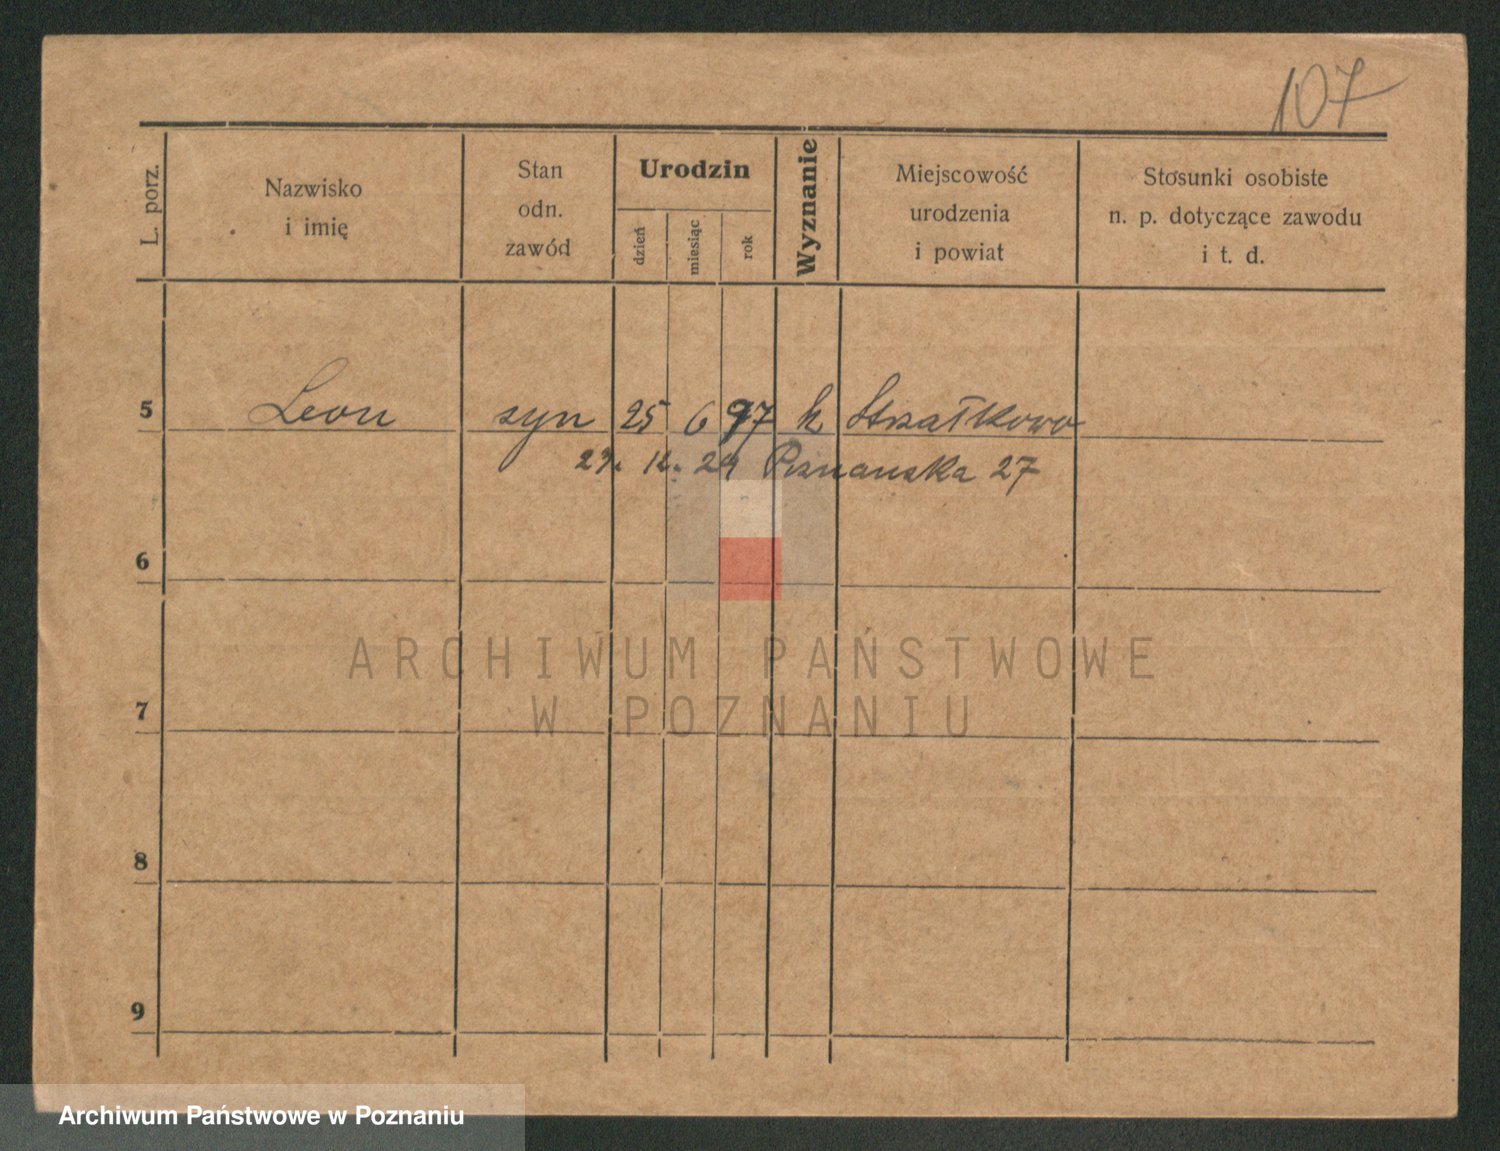 107
L. porz.
Nazwisko
i imię
Stan
odn.
zawód
Urodzin
dzień
miesiąc
rok
Wyznanie
Miejscowość
urodzenia
i powiat
Stosunki osobiste
n. p. dotyczące zawodu
i t. d.
5 Leon syn 25 6 97 k Strzałkowo
29. 12. 24 Poznanska 27
6
7
8
9
ARCHIWUM PAŃSTWOWE
W POZNANIU
Archiwum Państwowe w Poznaniu